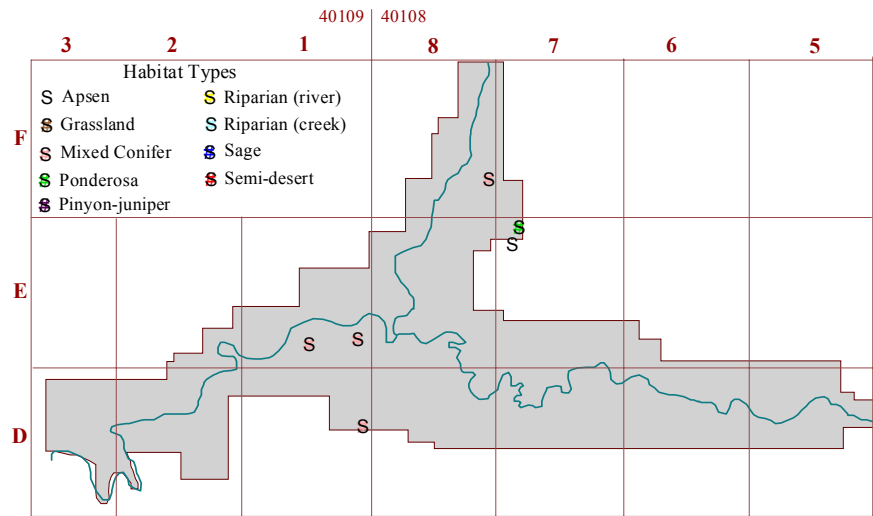 40109 40108
3 2 1 8 7 6 5
Habitat Types
S Apsen S Riparian (river)
S Grassland S Riparian (creek)
F
S Mixed Conifer S Sage
S Ponderosa S Semi-desert
S
S Pinyon-juniper
S
S
E
S S
S
D